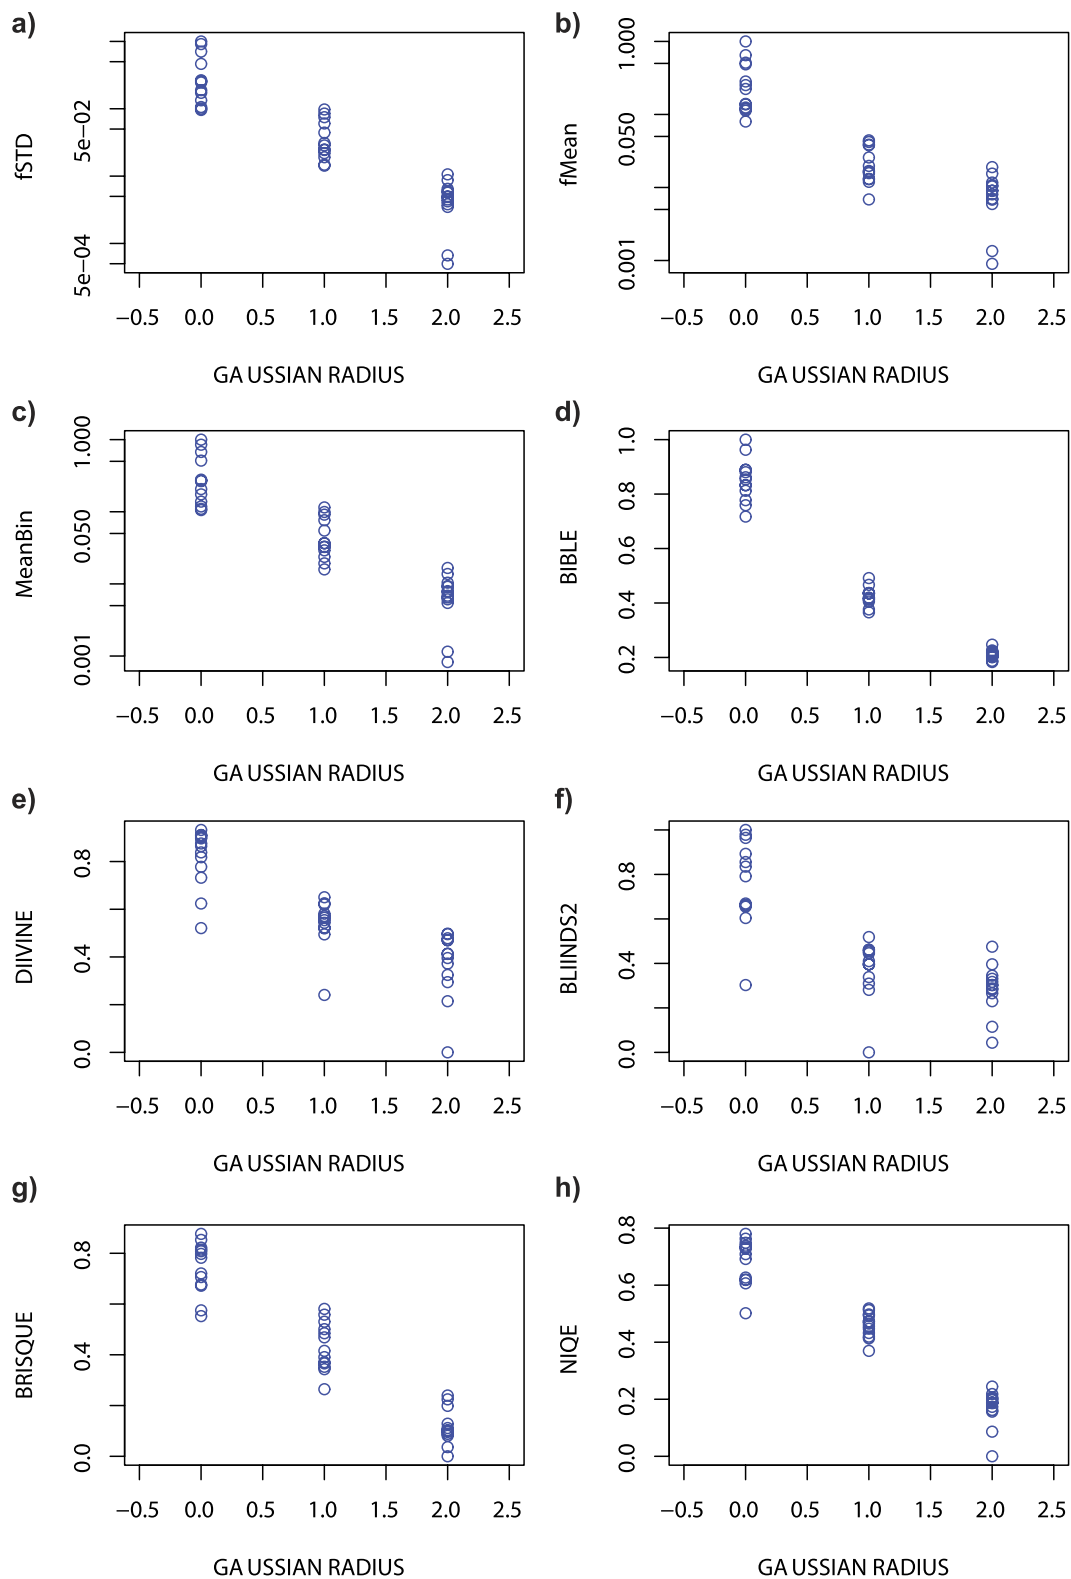 a)
fSTD
5e−02
5e−04
−0.5 0.0 0.5 1.0 1.5 2.0 2.5
GA USSIAN RADIUS
b)
fMean
1.000
0.050
0.001
−0.5 0.0 0.5 1.0 1.5 2.0 2.5
GA USSIAN RADIUS
c)
MeanBin
1.000
0.050
0.001
−0.5 0.0 0.5 1.0 1.5 2.0 2.5
GA USSIAN RADIUS
d)
BIBLE
1.0
0.8
0.6
0.4
0.2
−0.5 0.0 0.5 1.0 1.5 2.0 2.5
GA USSIAN RADIUS
e)
DIIVINE
0.8
0.4
0.0
−0.5 0.0 0.5 1.0 1.5 2.0 2.5
GA USSIAN RADIUS
f)
BLIINDS2
0.8
0.4
0.0
−0.5 0.0 0.5 1.0 1.5 2.0 2.5
GA USSIAN RADIUS
g)
BRISQUE
0.8
0.4
0.0
−0.5 0.0 0.5 1.0 1.5 2.0 2.5
GA USSIAN RADIUS
h)
NIQE
0.8
0.6
0.4
0.2
0.0
−0.5 0.0 0.5 1.0 1.5 2.0 2.5
GA USSIAN RADIUS